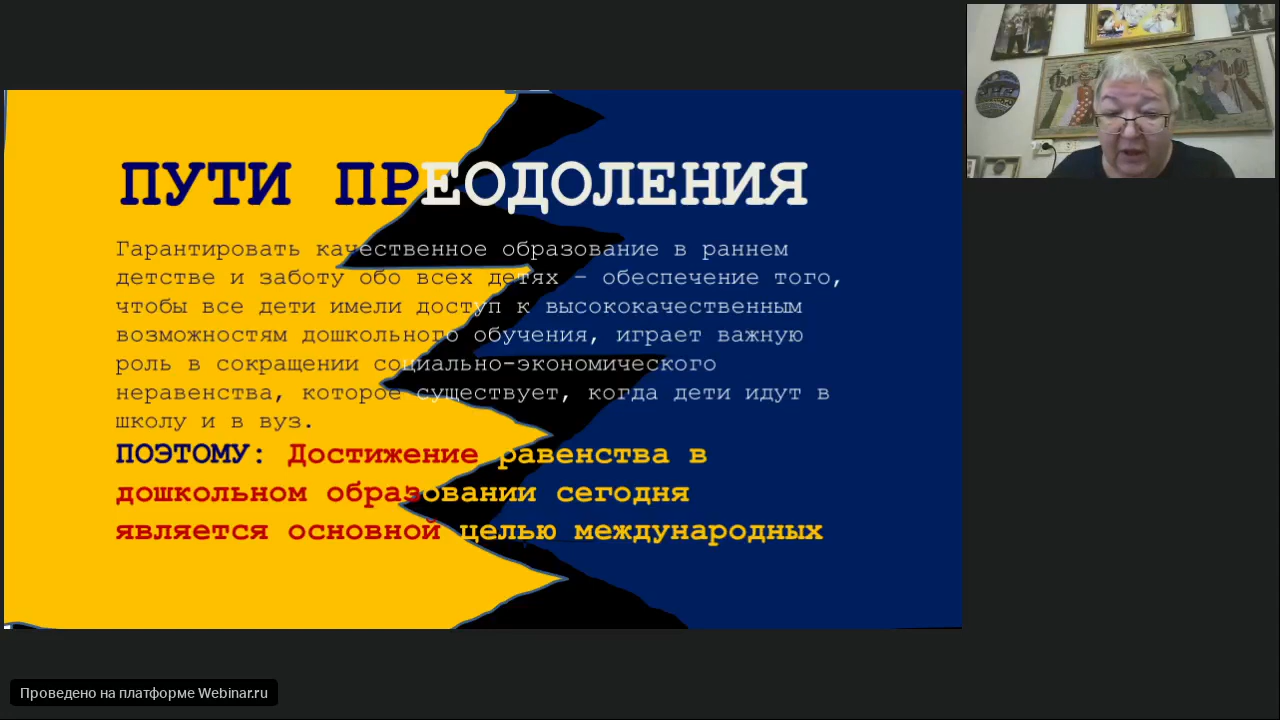 ПУТИ ПРЕОДОЛЕНИЯ
Гарантировать качественное образование в раннем
детстве и заботу обо всех детях – обеспечение того,
чтобы все дети имели доступ к высококачественным
возможностям дошкольного обучения, играет важную
роль в сокращении социально-экономического
неравенства, которое существует, когда дети идут в
школу и в вуз.
ПОЭТОМУ: Достижение равенства в
дошкольном образовании сегодня
является основной целью международных
Проведено на платформе Webinar.ru